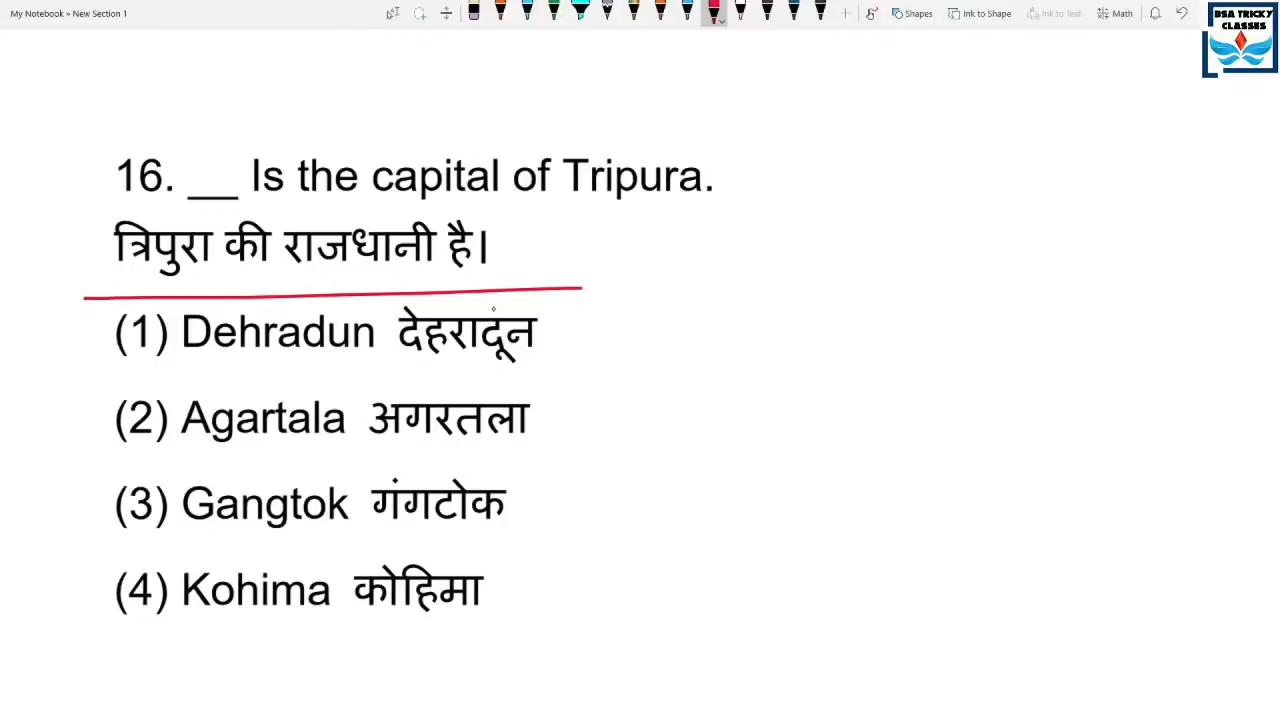 My Notebook » New Section 1
Shapes
Ink to Shape
Ink to Text
Math
BSA TRICKY
CLASSES
16. __ Is the capital of Tripura.
त्रिपुरा की राजधानी है।
(1) Dehradun देहरादूंन
(2) Agartala अगरतला
(3) Gangtok गंगटोक
(4) Kohima कोहिमा